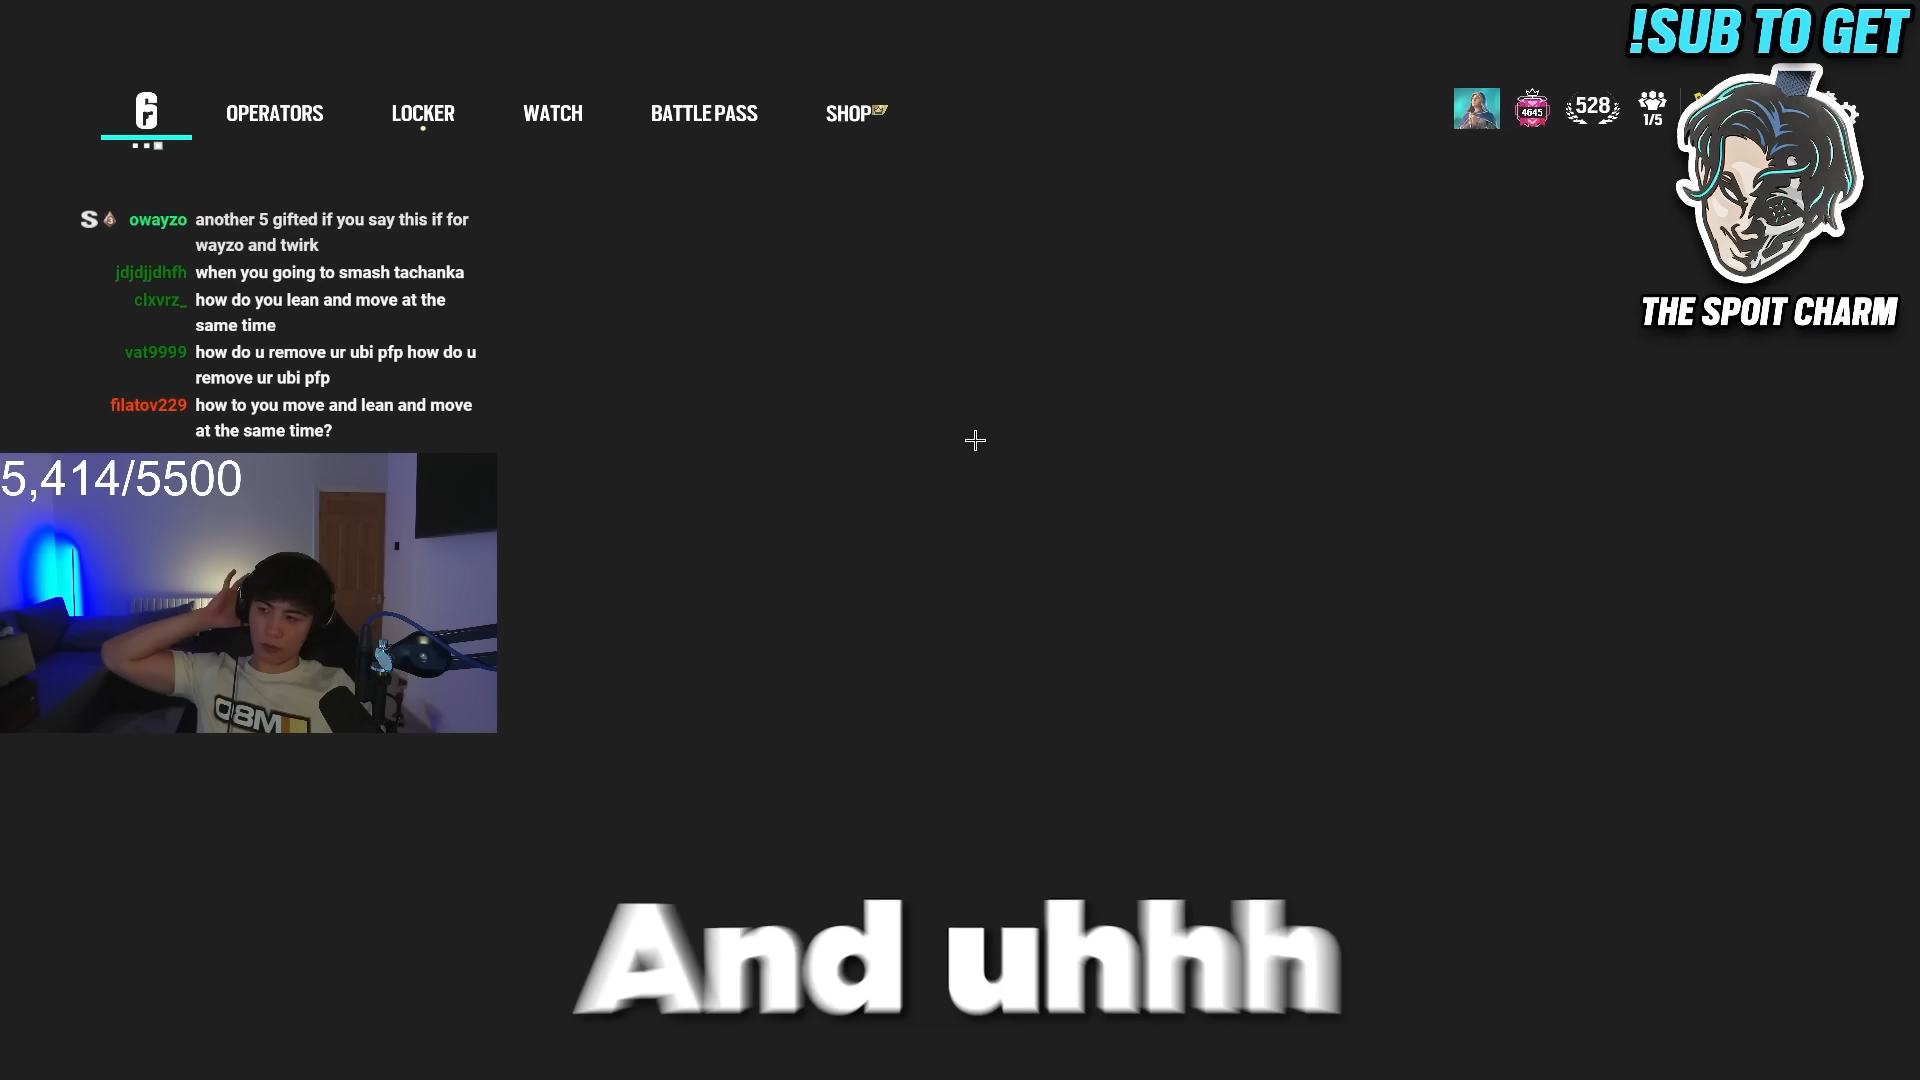 !SUB TO GET
OPERATORS LOCKER WATCH BATTLE PASS SHOP
4645 528 1/5
owayzo another 5 gifted if you say this if for
wayzo and twirk
jdjdjjdhfh when you going to smash tachanka
clxvrz_ how do you lean and move at the
same time
vat9999 how do u remove ur ubi pfp how do u
remove ur ubi pfp
filatov229 how to you move and lean and move
at the same time?
THE SPOIT CHARM
5,414/5500
And uhhh